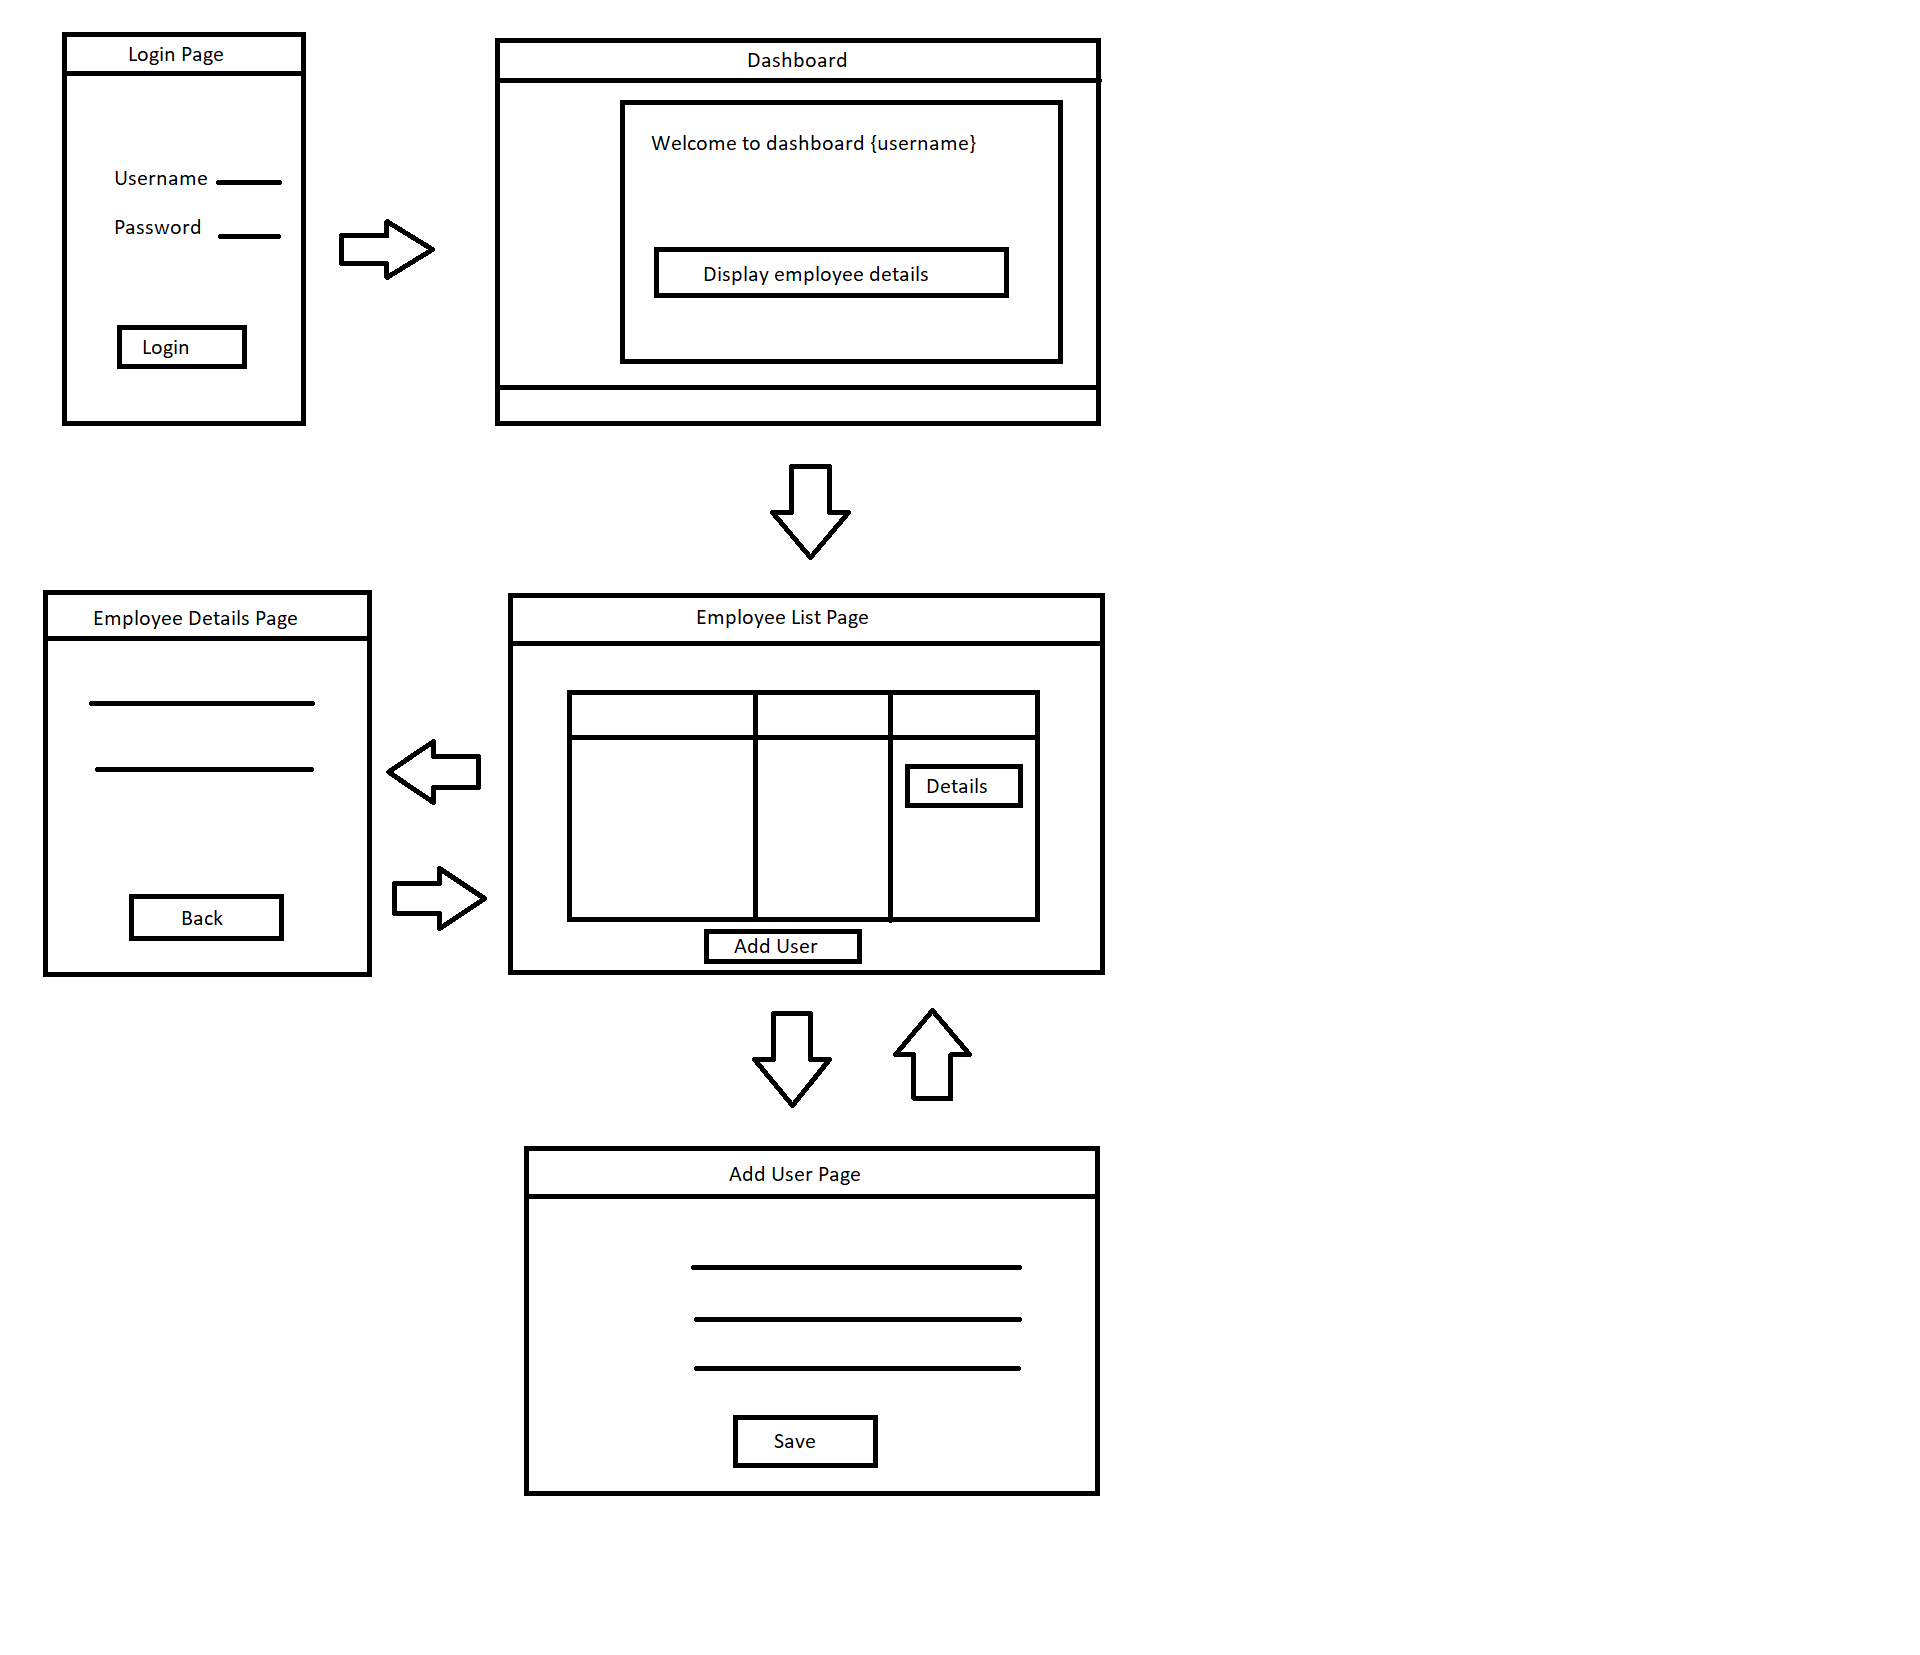 Login Page
Username
Password
Login
Dashboard
Welcome to dashboard {username}
Display employee details
Employee Details Page
Back
Employee List Page
Details
Add User
Add User Page
Save